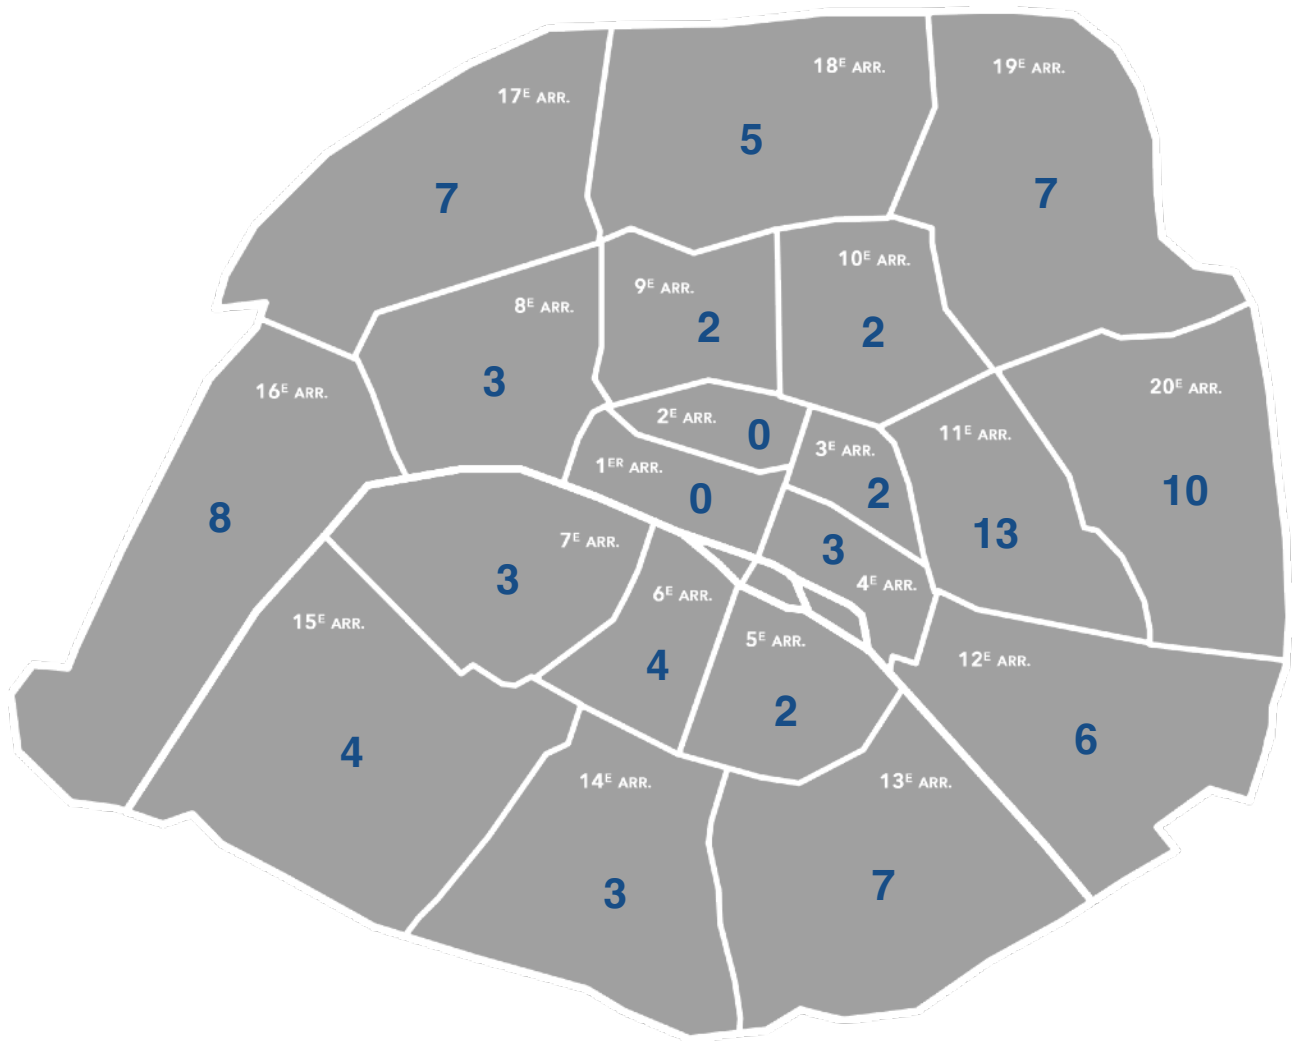 18ᴱ ARR.
5
19ᴱ ARR.
7
17ᴱ ARR.
7
10ᴱ ARR.
2
9ᴱ ARR.
2
8ᴱ ARR.
3
16ᴱ ARR.
8
2ᴱ ARR.
0
1ᴱᴿ ARR.
0
3ᴱ ARR.
2
11ᴱ ARR.
13
20ᴱ ARR.
10
7ᴱ ARR.
3
3
4ᴱ ARR.
6ᴱ ARR.
4
5ᴱ ARR.
2
15ᴱ ARR.
4
12ᴱ ARR.
6
14ᴱ ARR.
3
13ᴱ ARR.
7